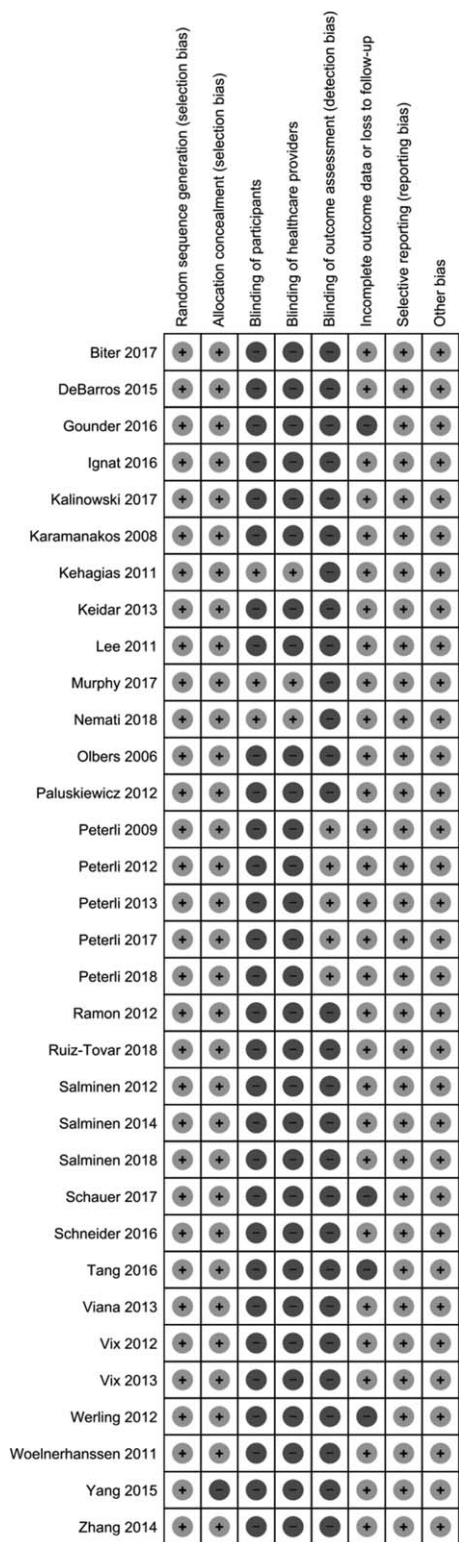 Random sequence generation (selection bias)
Allocation concealment (selection bias)
Blinding of participants
Blinding of healthcare providers
Blinding of outcome assessment (detection bias)
Incomplete outcome data or loss to follow-up
Selective reporting (reporting bias)
Other bias
Biter 2017 + + − − − + + +
DeBarros 2015 + + − − − + + +
Gounder 2016 + + − − − − + +
Ignat 2016 + + − − − + + +
Kalinowski 2017 + + − − − + + +
Karamanakos 2008 + + − − − + + +
Kehagias 2011 + + + + − + + +
Keidar 2013 + + − − − + + +
Lee 2011 + + − − − + + +
Murphy 2017 + + + + − + + +
Nemati 2018 + + + + − + + +
Olbers 2006 + + − − − + + +
Paluskiewicz 2012 + + − − − + + +
Peterli 2009 + + − − + + + +
Peterli 2012 + + − − + + + +
Peterli 2013 + + − − + + + +
Peterli 2017 + + − − + + + +
Peterli 2018 + + − − + + + +
Ramon 2012 + + − − − + + +
Ruiz-Tovar 2018 + + − − − + + +
Salminen 2012 + + − − − + + +
Salminen 2014 + + − − − + + +
Salminen 2018 + + − − − + + +
Schauer 2017 + + − − − − + +
Schneider 2016 + + − − − + + +
Tang 2016 + + − − − − + +
Viana 2013 + + − − − + + +
Vix 2012 + + − − − + + +
Vix 2013 + + − − − + + +
Werling 2012 + + − − − − + +
Woelnerhanssen 2011 + + − − − + + +
Yang 2015 + − − − − + + +
Zhang 2014 + + − − − + + +